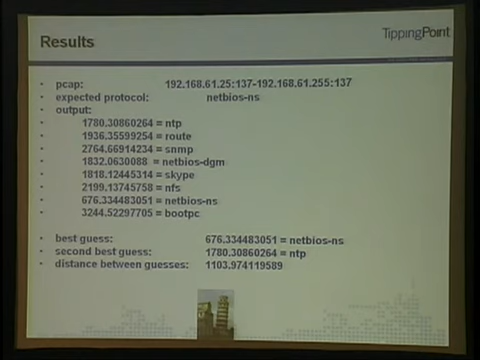 Results
TippingPoint
• pcap: 192.168.61.25:137-192.168.61.255:137
• expected protocol: netbios-ns
• output:
• 1780.30860264 = ntp
• 1936.35599254 = route
• 2764.66914234 = snmp
• 1832.0630088 = netbios-dgm
• 1818.12445314 = skype
• 2199.13745758 = nfs
• 676.334483051 = netbios-ns
• 3244.52297705 = bootpc
• best guess: 676.334483051 = netbios-ns
• second best guess: 1780.30860264 = ntp
• distance between guesses: 1103.974119589